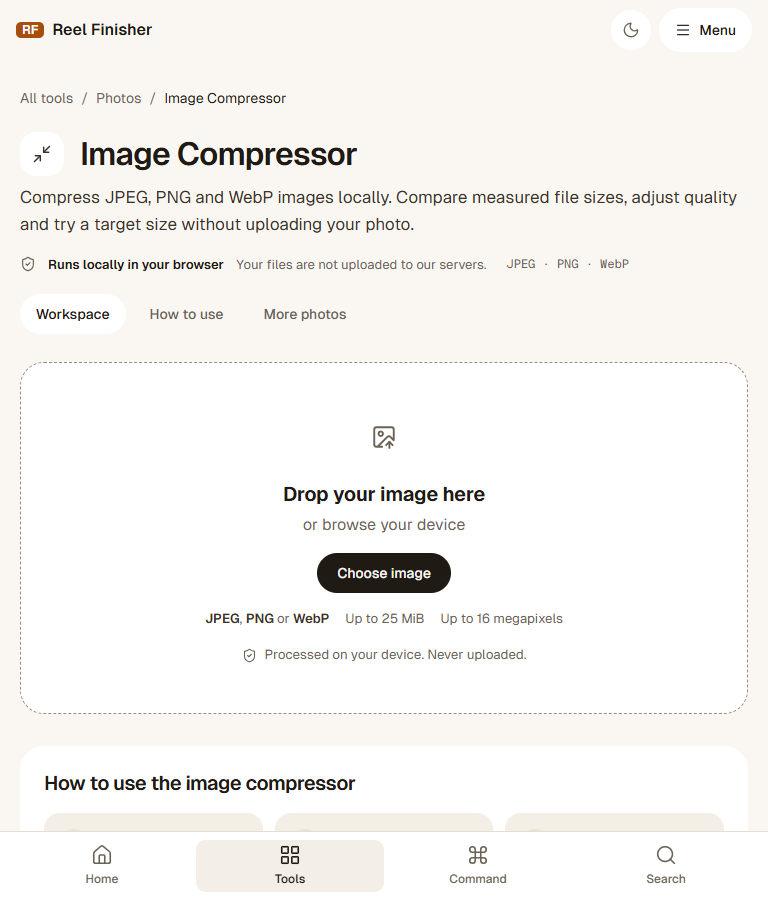 RF Reel Finisher
Menu
All tools / Photos / Image Compressor
Image Compressor
Compress JPEG, PNG and WebP images locally. Compare measured file sizes, adjust quality
and try a target size without uploading your photo.
Runs locally in your browser Your files are not uploaded to our servers. JPEG · PNG · WebP
Workspace How to use More photos
Drop your image here
or browse your device
Choose image
JPEG, PNG or WebP Up to 25 MiB Up to 16 megapixels
Processed on your device. Never uploaded.
How to use the image compressor
Home Tools Command Search